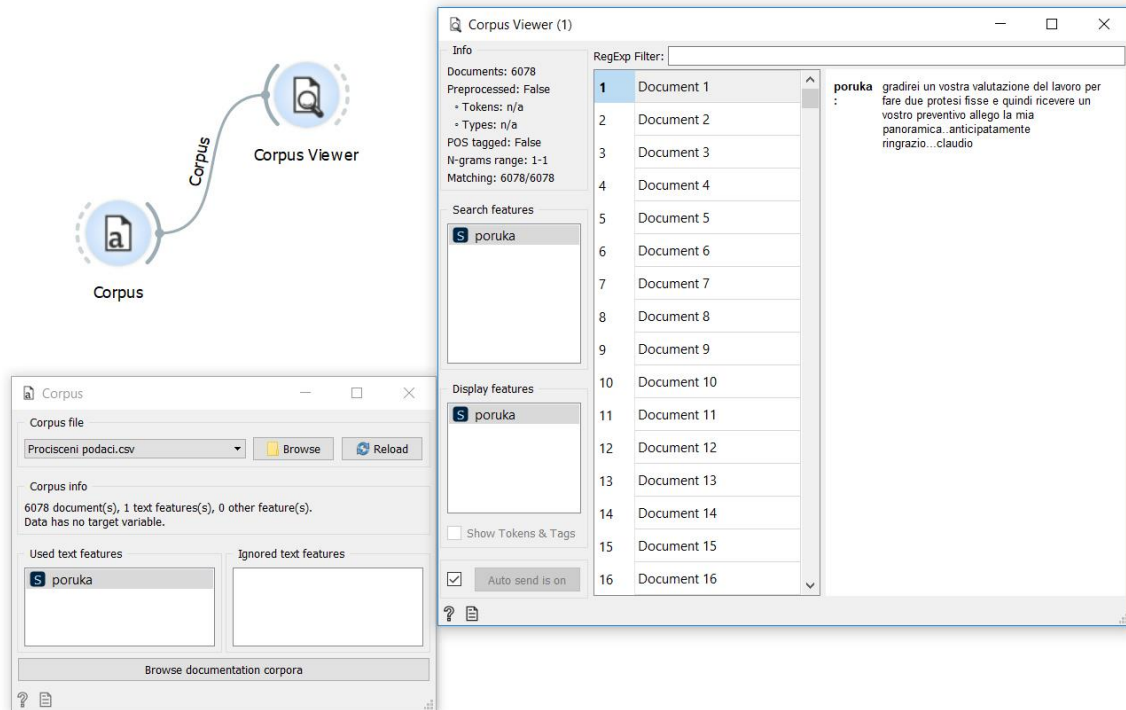 Corpus Viewer
Corpus
Corpus
Corpus
Corpus file
Procisceni podaci.csv
Browse
Reload
Corpus info
6078 document(s), 1 text features(s), 0 other feature(s).
Data has no target variable.
Used text features
Ignored text features
S poruka
Browse documentation corpora
Corpus Viewer (1)
Info
Documents: 6078
Preprocessed: False
◦ Tokens: n/a
◦ Types: n/a
POS tagged: False
N-grams range: 1-1
Matching: 6078/6078
Search features
S poruka
Display features
S poruka
Show Tokens & Tags
Auto send is on
RegExp Filter:
1 Document 1
2 Document 2
3 Document 3
4 Document 4
5 Document 5
6 Document 6
7 Document 7
8 Document 8
9 Document 9
10 Document 10
11 Document 11
12 Document 12
13 Document 13
14 Document 14
15 Document 15
16 Document 16
poruka gradirei un vostra valutazione del lavoro per
: fare due protesi fisse e quindi ricevere un
vostro preventivo allego la mia
panoramica..anticipatamente
ringrazio...claudio